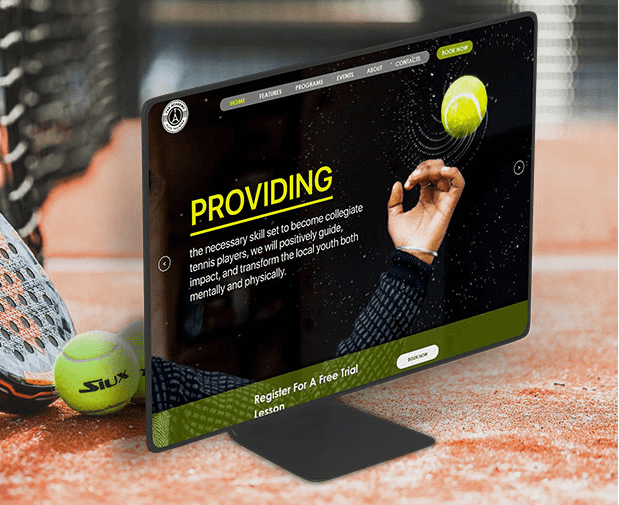 HOME FEATURES PROGRAMS EVENTS ABOUT CONTACTS BOOK NOW
PROVIDING
the necessary skill set to become collegiate
tennis players, we will positively guide,
impact, and transform the local youth both
mentally and physically.
< >
SIUX
Register For A Free Trial
Lesson
BOOK NOW